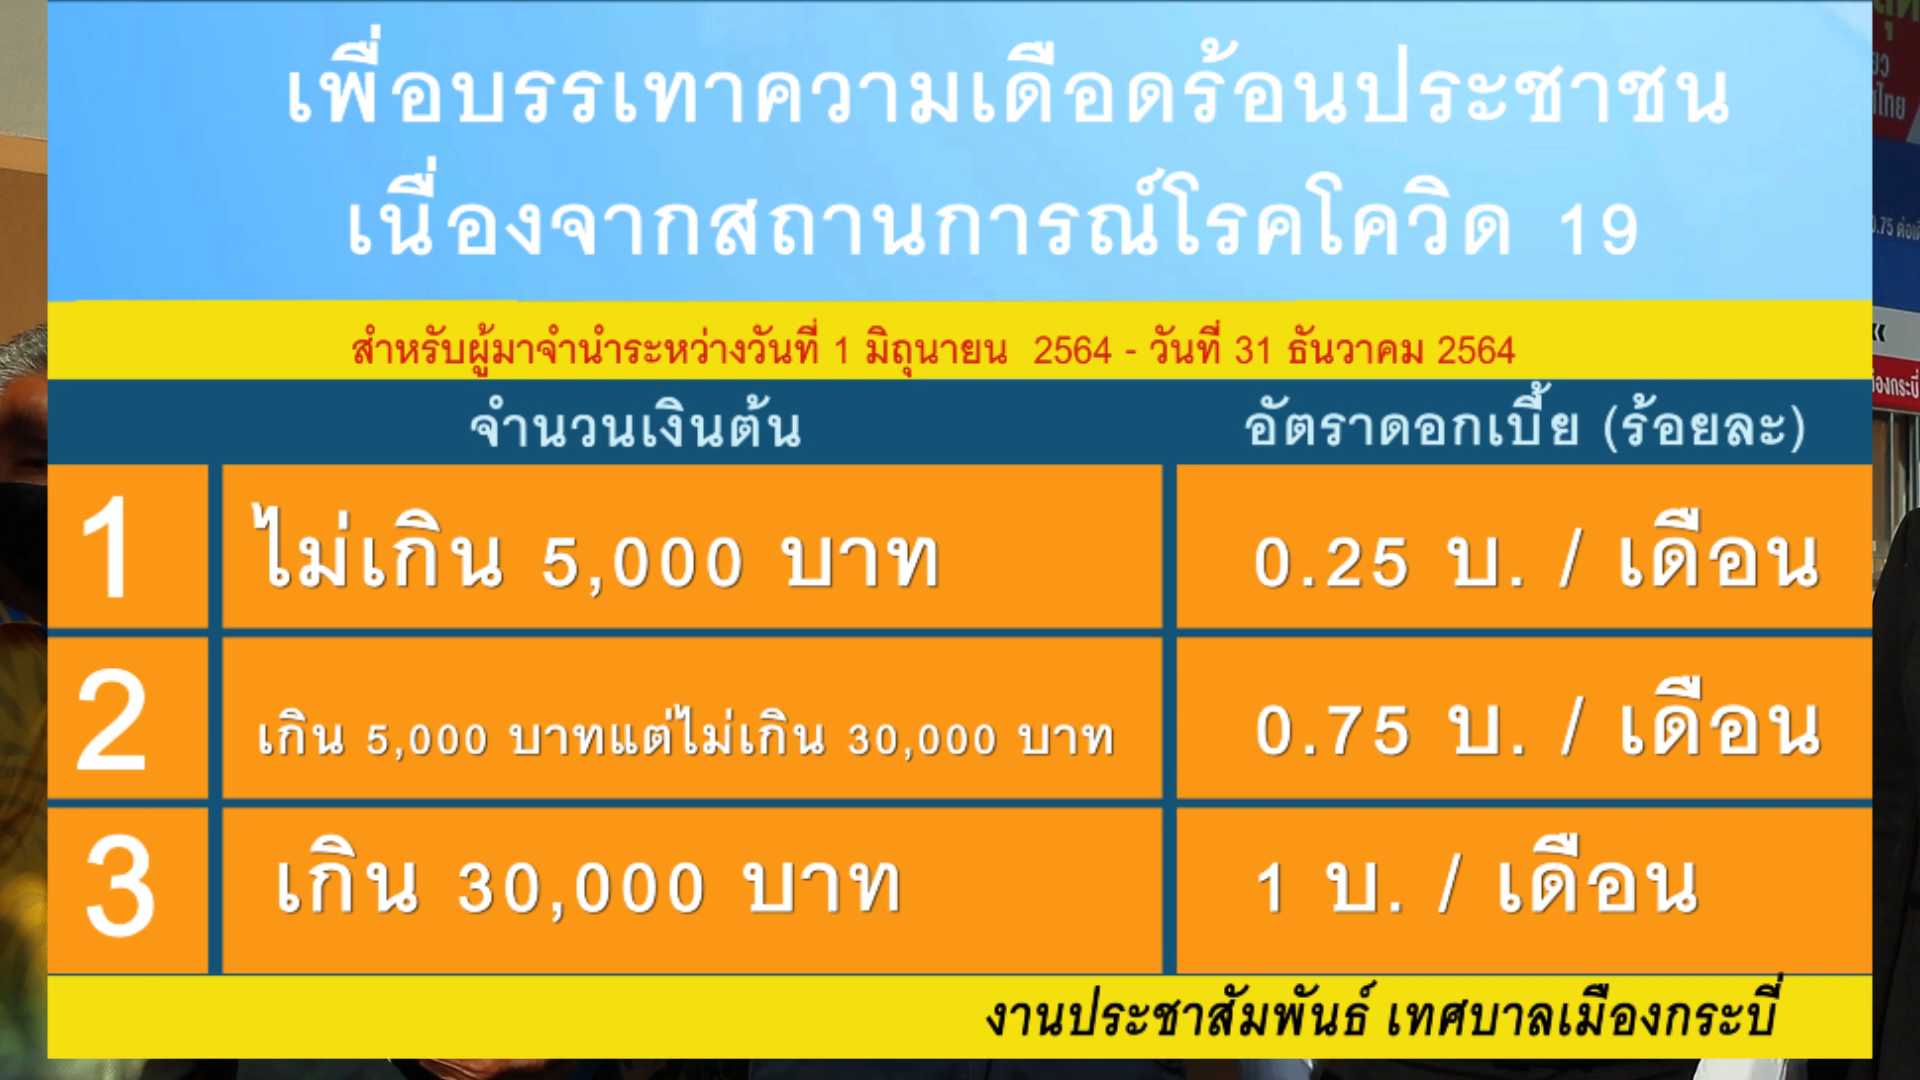 เพื่อบรรเทาความเดือดร้อนประชาชน
เนื่องจากสถานการณ์โรคโควิด 19
สำหรับผู้มาจำนำระหว่างวันที่ 1 มิถุนายน 2564 - วันที่ 31 ธันวาคม 2564
จำนวนเงินต้น อัตราดอกเบี้ย (ร้อยละ)
1 ไม่เกิน 5,000 บาท 0.25 บ. / เดือน
2 เกิน 5,000 บาทแต่ไม่เกิน 30,000 บาท 0.75 บ. / เดือน
3 เกิน 30,000 บาท 1 บ. / เดือน
งานประชาสัมพันธ์ เทศบาลเมืองกระบี่